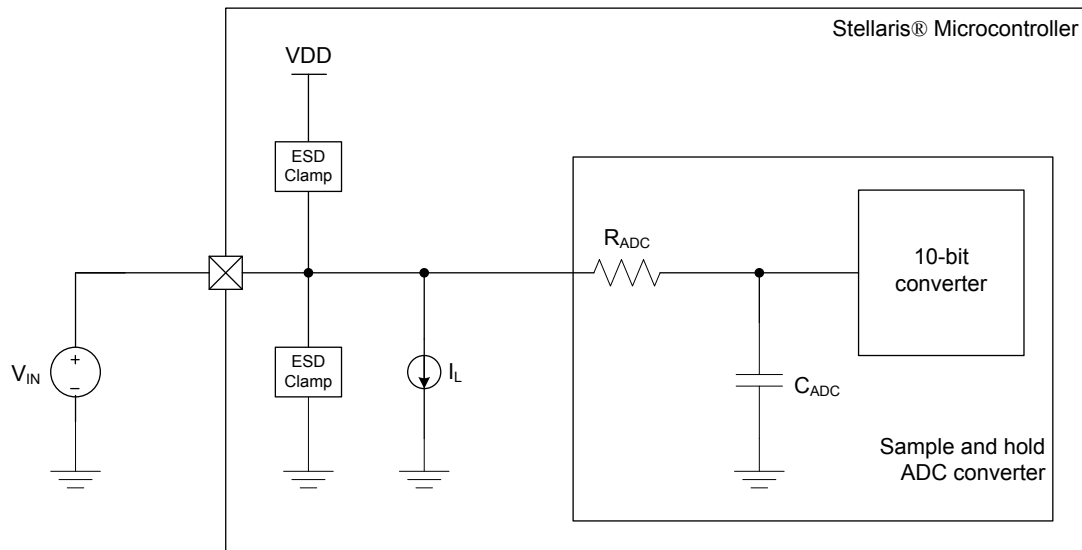 Stellaris® Microcontroller
VDD
ESD
Clamp
R_ADC
10-bit
converter
V_IN
+
−
ESD
Clamp
I_L
C_ADC
Sample and hold
ADC converter